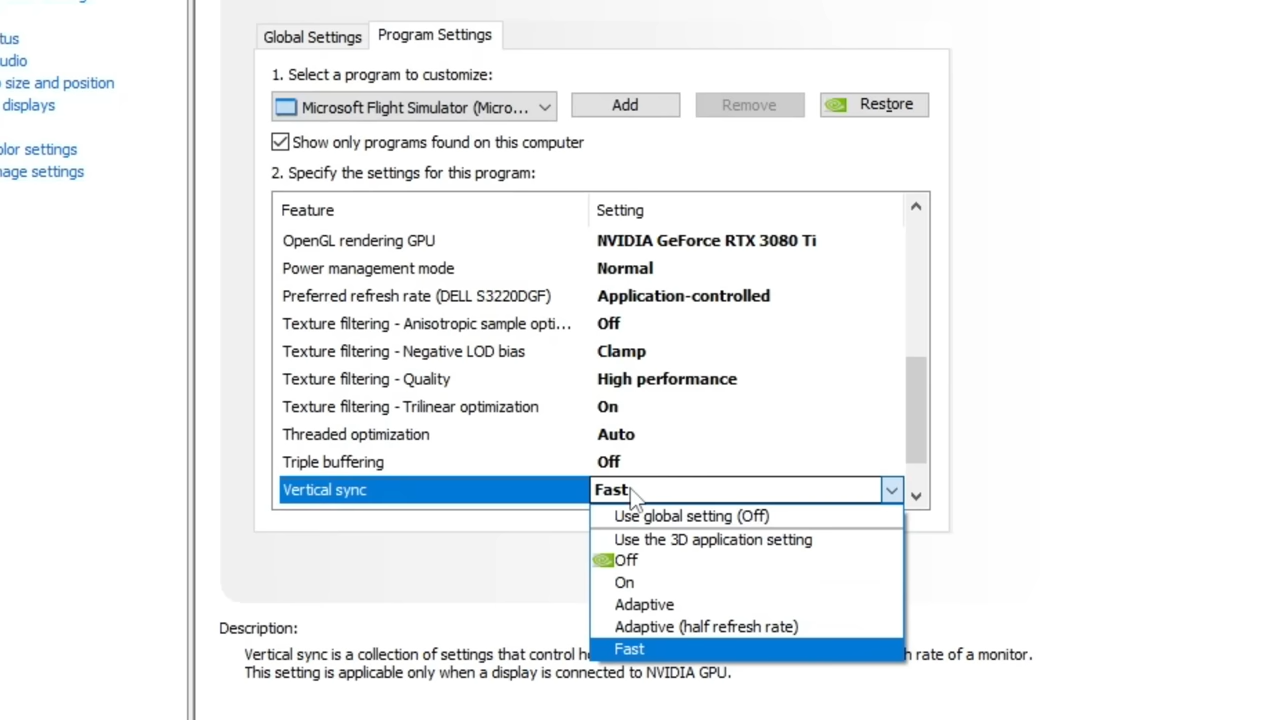 tus
udio
size and position
displays
olor settings
nage settings
Global Settings
Program Settings
1. Select a program to customize:
Microsoft Flight Simulator (Micro...
Add
Remove
Restore
Show only programs found on this computer
2. Specify the settings for this program:
Feature Setting
OpenGL rendering GPU NVIDIA GeForce RTX 3080 Ti
Power management mode Normal
Preferred refresh rate (DELL S3220DGF) Application-controlled
Texture filtering - Anisotropic sample opti... Off
Texture filtering - Negative LOD bias Clamp
Texture filtering - Quality High performance
Texture filtering - Trilinear optimization On
Threaded optimization Auto
Triple buffering Off
Vertical sync Fast
Use global setting (Off)
Use the 3D application setting
Off
On
Adaptive
Adaptive (half refresh rate)
Fast
Description:
Vertical sync is a collection of settings that control h rate of a monitor.
This setting is applicable only when a display is connected to NVIDIA GPU.